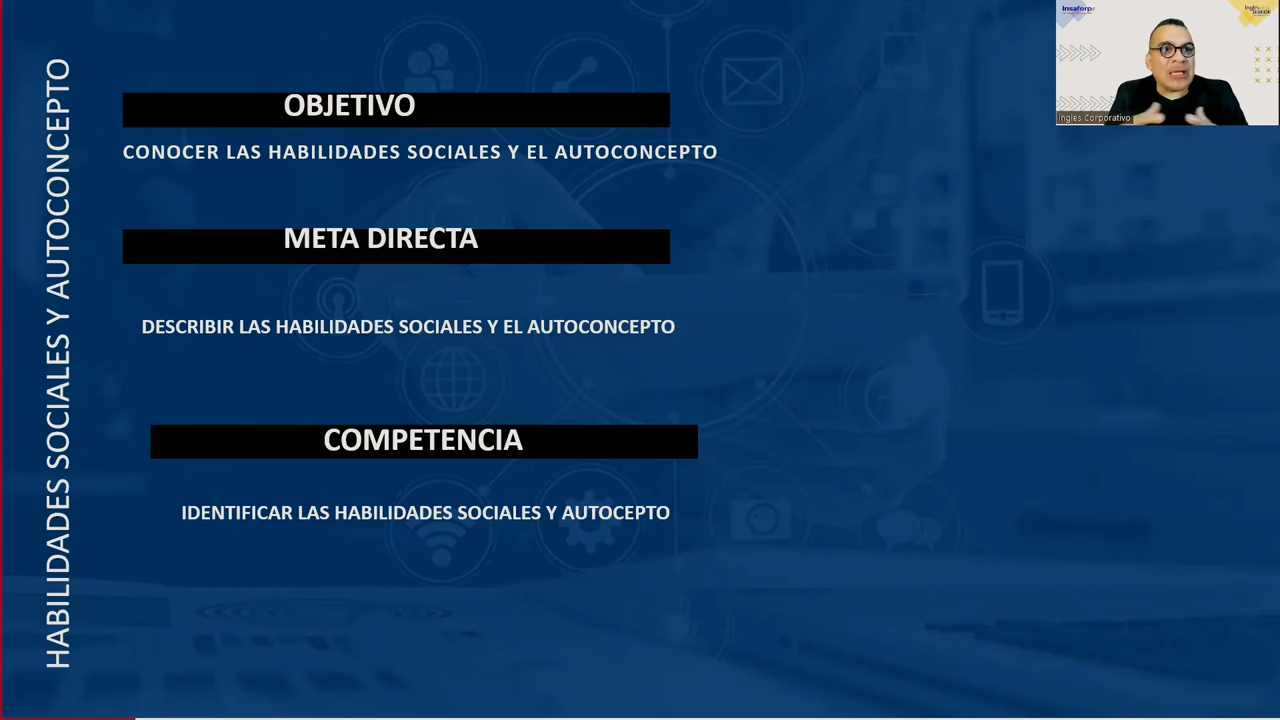 HABILIDADES SOCIALES Y AUTOCONCEPTO
OBJETIVO
CONOCER LAS HABILIDADES SOCIALES Y EL AUTOCONCEPTO
META DIRECTA
DESCRIBIR LAS HABILIDADES SOCIALES Y EL AUTOCONCEPTO
COMPETENCIA
IDENTIFICAR LAS HABILIDADES SOCIALES Y AUTOCEPTO
Insaforp
Ingles Corporativo